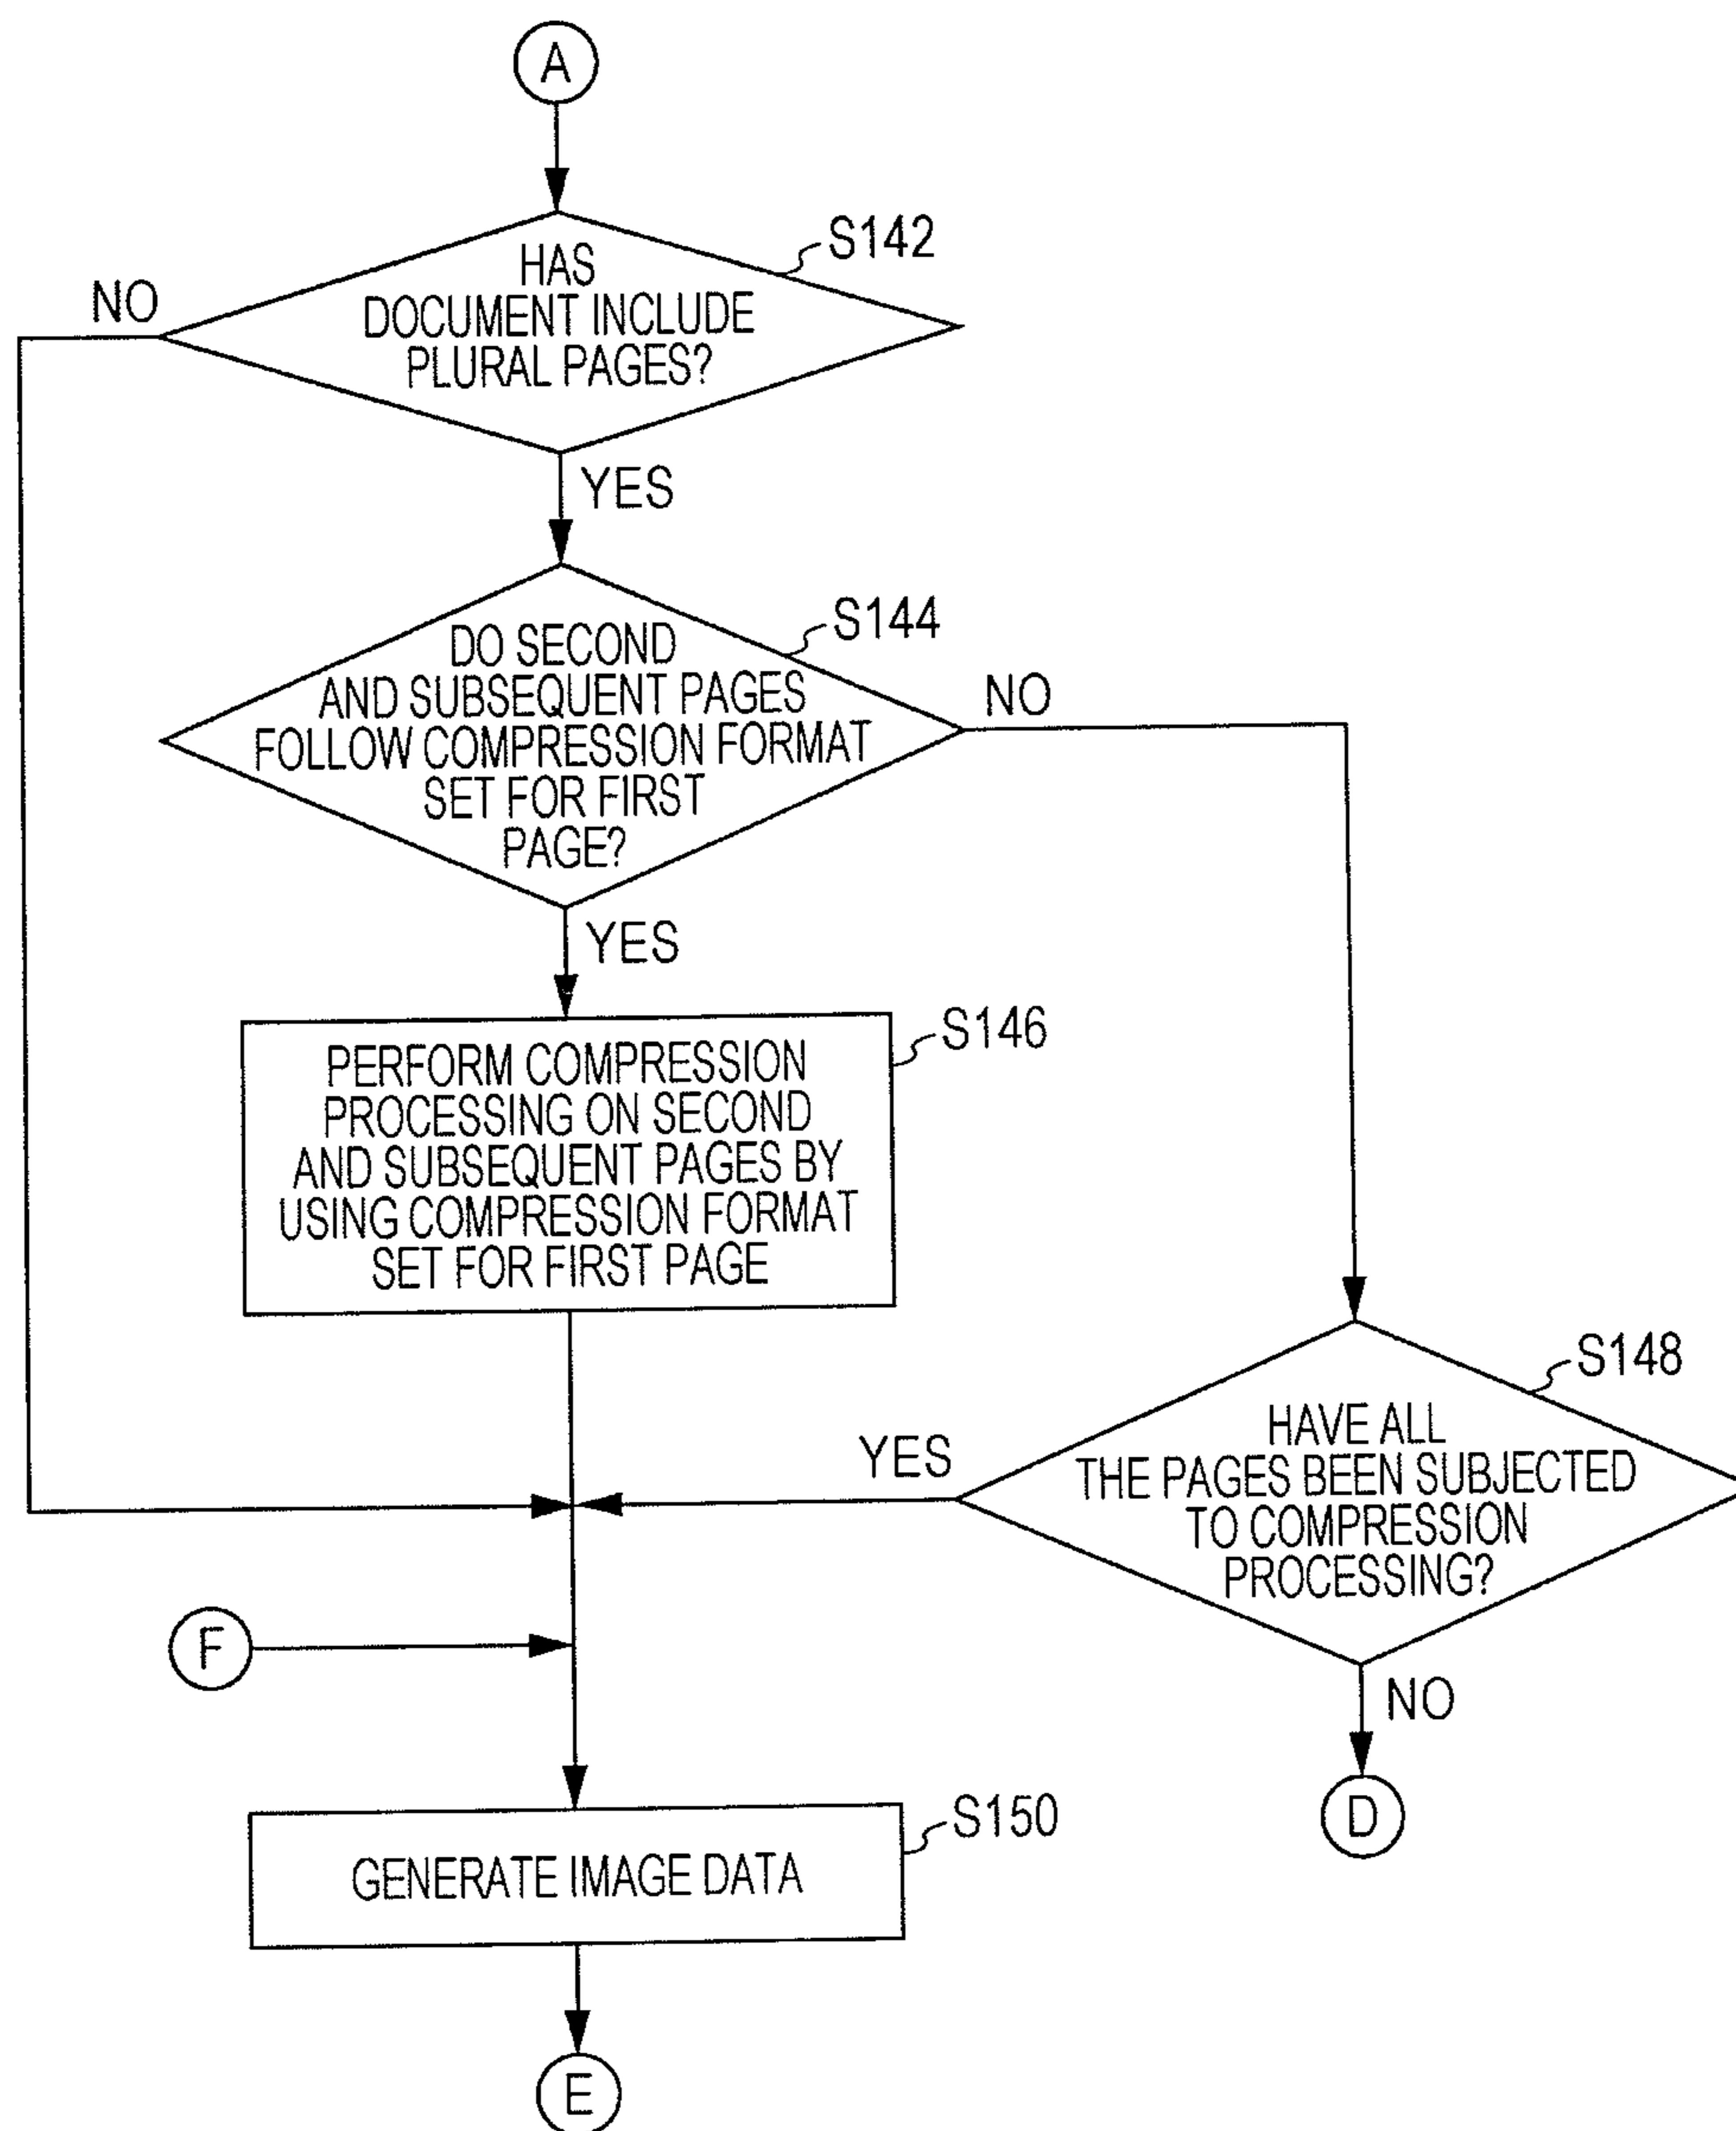 A
S142
HAS
DOCUMENT INCLUDE
PLURAL PAGES?
NO
YES
S144
DO SECOND
AND SUBSEQUENT PAGES
FOLLOW COMPRESSION FORMAT
SET FOR FIRST
PAGE?
NO
YES
S146
PERFORM COMPRESSION
PROCESSING ON SECOND
AND SUBSEQUENT PAGES BY
USING COMPRESSION FORMAT
SET FOR FIRST PAGE
S148
HAVE ALL
THE PAGES BEEN SUBJECTED
TO COMPRESSION
PROCESSING?
YES
NO
F
D
S150
GENERATE IMAGE DATA
E